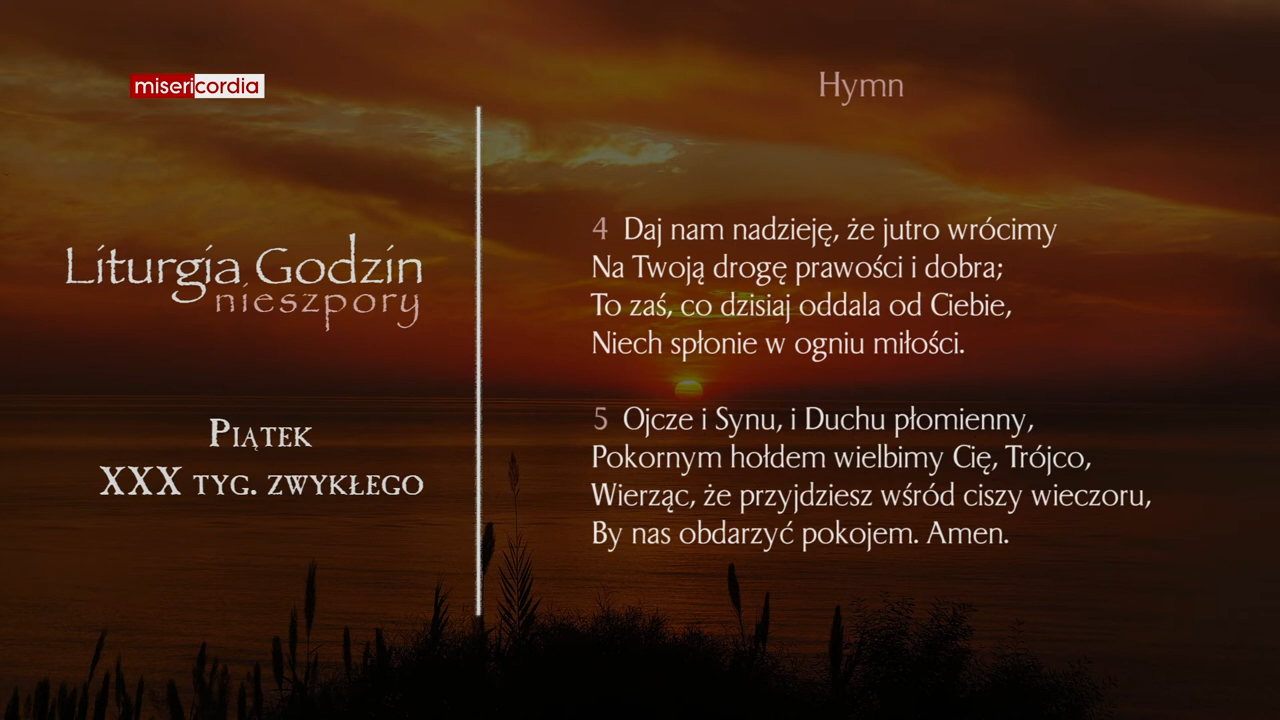 misericordia
Hymn
Liturgia Godzin
nieszpory
Piątek
XXX tyg. zwykłego
4 Daj nam nadzieję, że jutro wrócimy
Na Twoją drogę prawości i dobra;
To zaś, co dzisiaj oddala od Ciebie,
Niech spłonie w ogniu miłości.
5 Ojcze i Synu, i Duchu płomienny,
Pokornym hołdem wielbimy Cię, Trójco,
Wierząc, że przyjdziesz wśród ciszy wieczoru,
By nas obdarzyć pokojem. Amen.